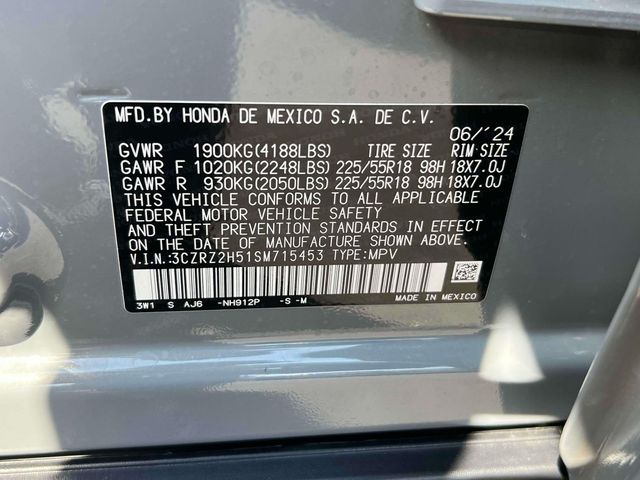 MFD.BY HONDA DE MEXICO S.A. DE C.V.
06/'24
GVWR 1900KG(4188LBS) TIRE SIZE RIM SIZE
GAWR F 1020KG(2248LBS) 225/55R18 98H 18X7.0J
GAWR R 930KG(2050LBS) 225/55R18 98H 18X7.0J
THIS VEHICLE CONFORMS TO ALL APPLICABLE
FEDERAL MOTOR VEHICLE SAFETY
AND THEFT PREVENTION STANDARDS IN EFFECT
ON THE DATE OF MANUFACTURE SHOWN ABOVE.
V.I.N.:3CZRZ2H51SM715453 TYPE:MPV
3W1 S AJ6 -NH912P -S-M MADE IN MEXICO